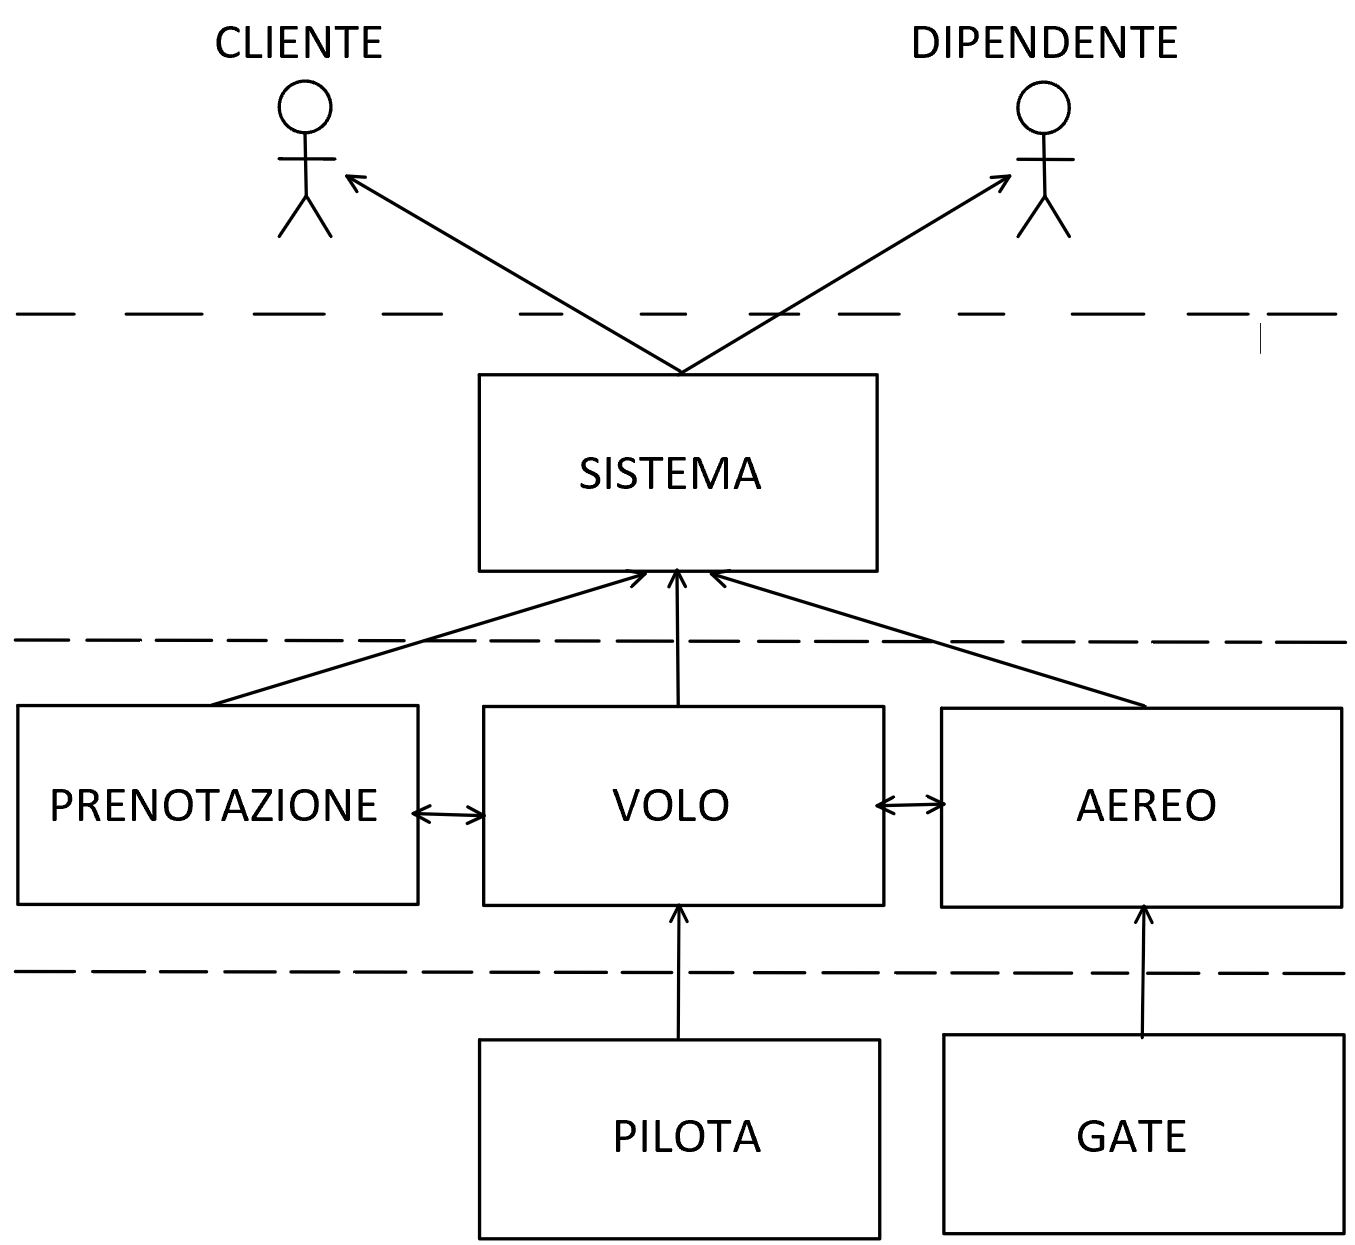 CLIENTE
DIPENDENTE
SISTEMA
PRENOTAZIONE
VOLO
AEREO
PILOTA
GATE